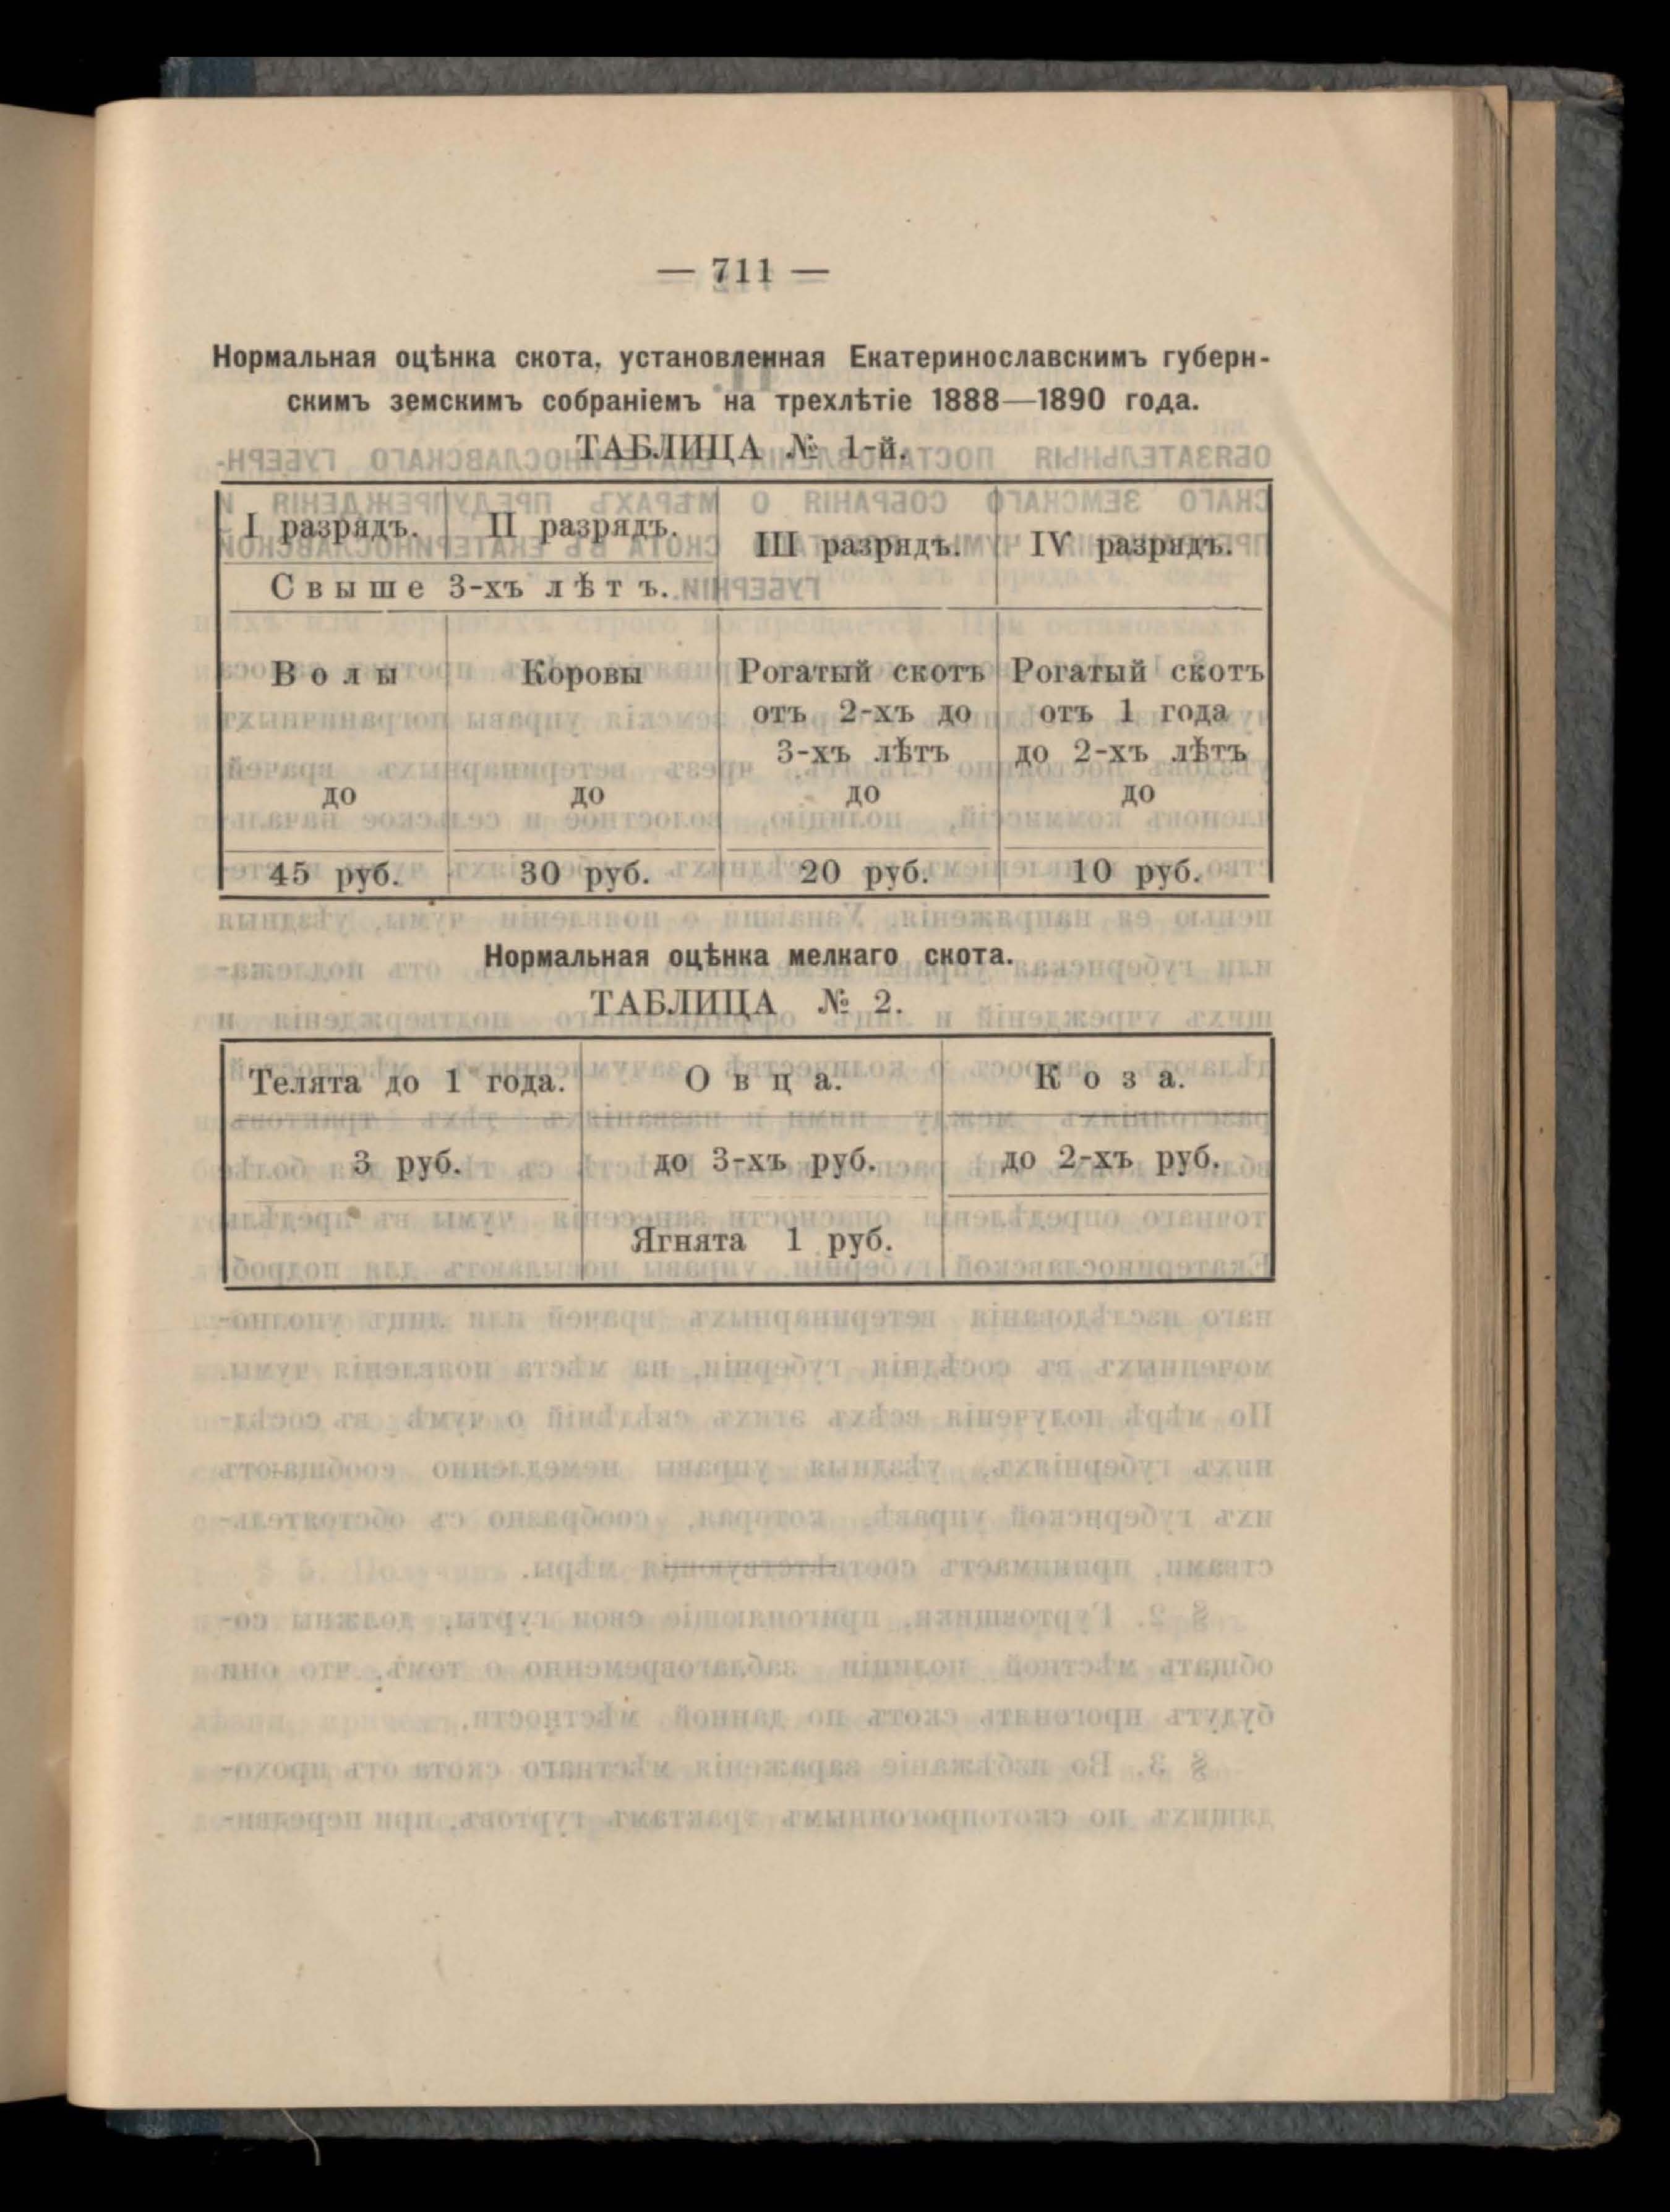 — 711 —
Нормальная оцѣнка скота, установленная Екатеринославскимъ губерн-
скимъ земскимъ собраніемъ на трехлѣтіе 1888—1890 года.
ТАБЛИЦА № 1-й.
I разрядъ. II разрядъ. III разрядъ. IV разрядъ.
Свыше 3-хъ лѣтъ.
Волы Коровы Рогатый скотъ Рогатый скотъ
отъ 2-хъ до отъ 1 года
3-хъ лѣтъ до 2-хъ лѣтъ
до до до до
45 руб. 30 руб. 20 руб. 10 руб.
Нормальная оцѣнка мелкаго скота.
ТАБЛИЦА № 2.
Телята до 1 года. Овца. Коза.
3 руб. до 3-хъ руб. до 2-хъ руб.
Ягнята 1 руб.